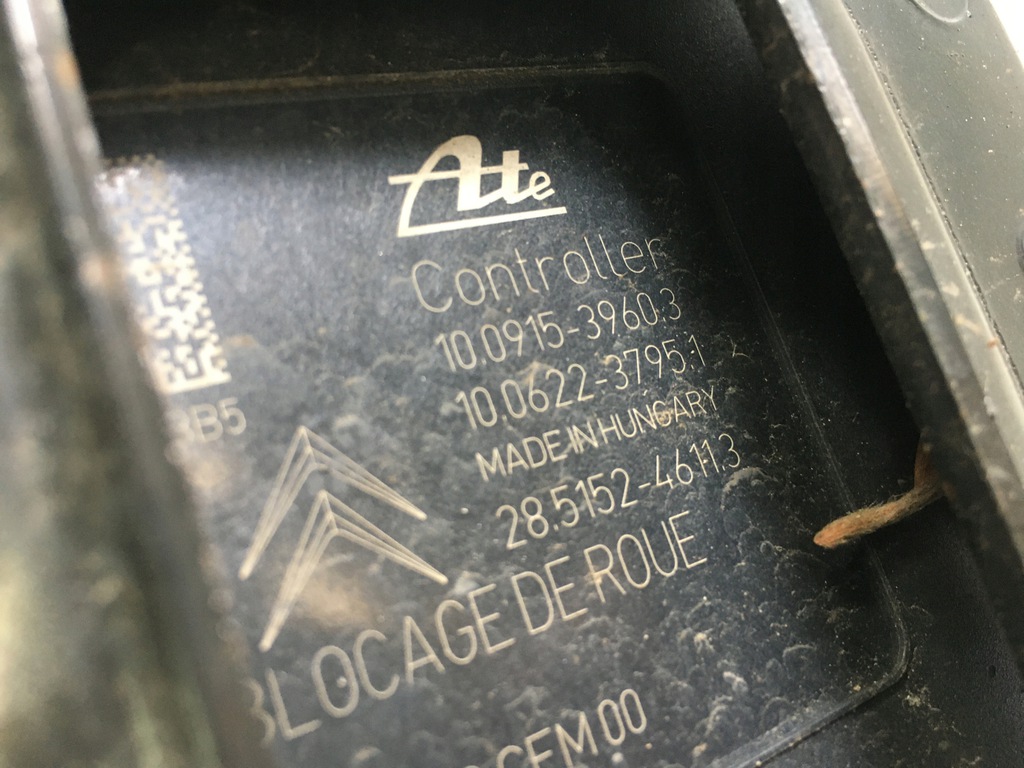 Ate
Controller
10.0915-3960.3
10.0622-3795.1
MADE IN HUNGARY
28.5152-4611.3
BLOCAGE DE ROUE